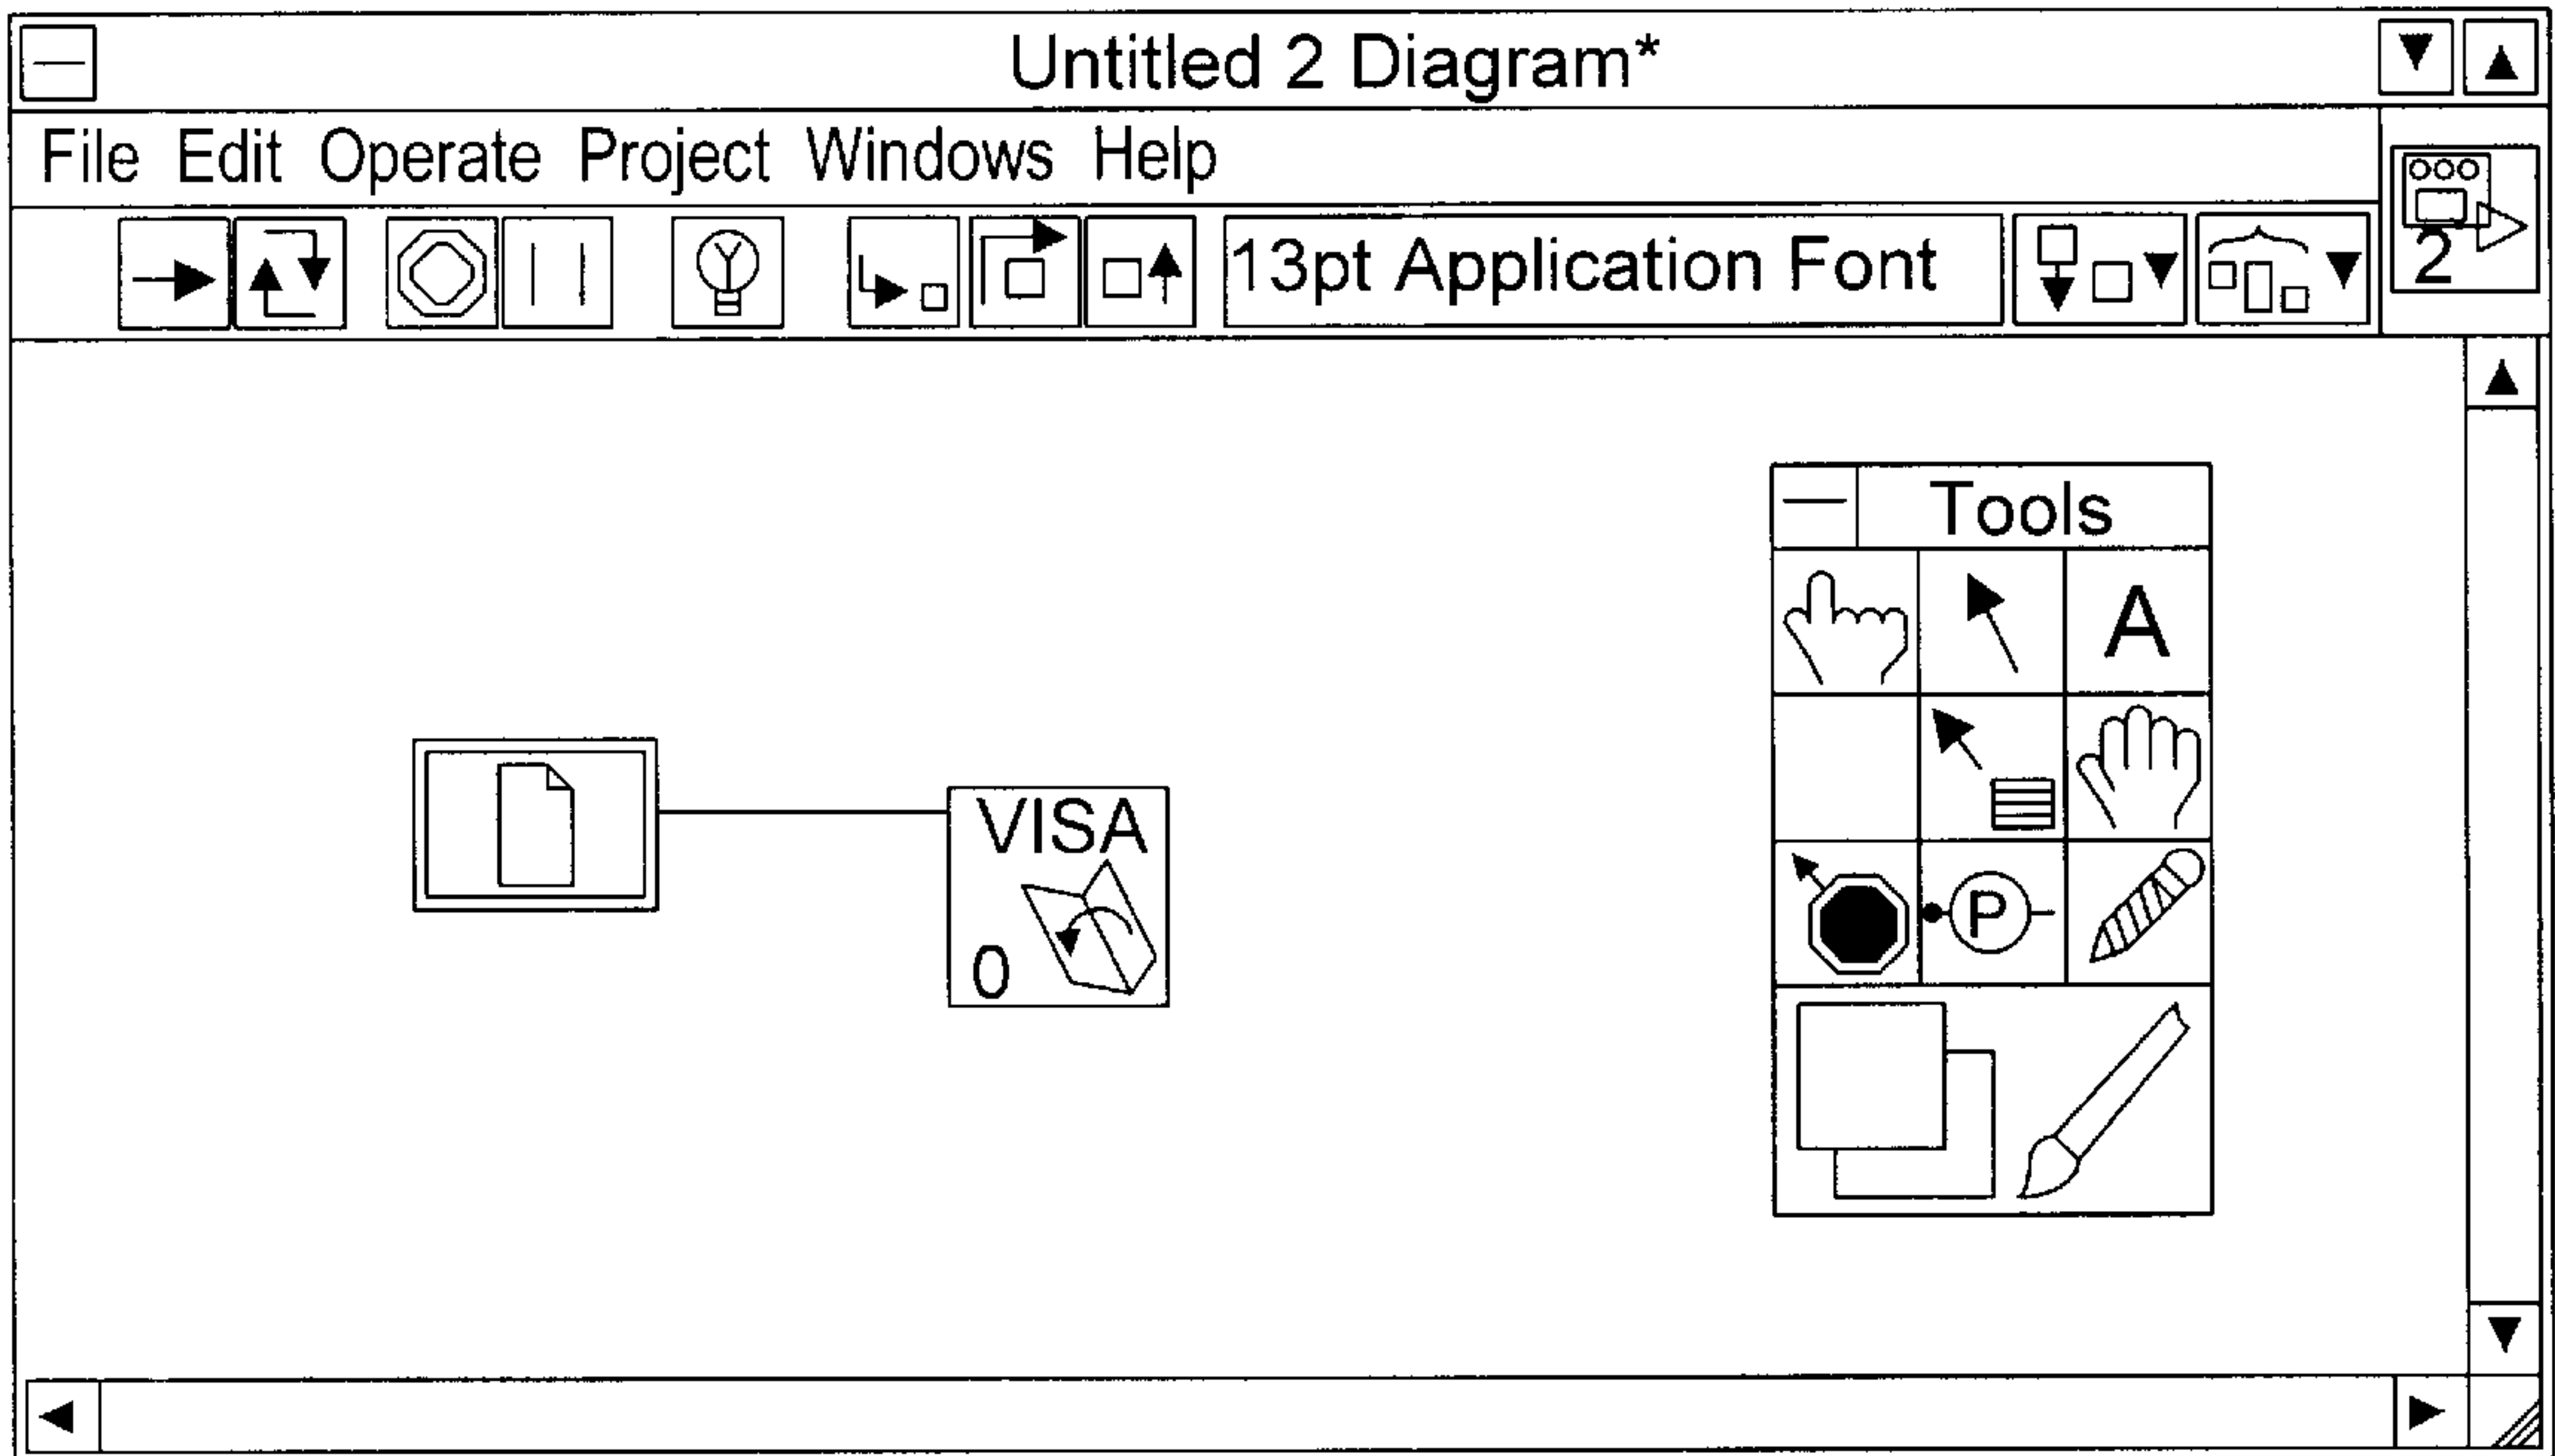 Untitled 2 Diagram*
File Edit Operate Project Windows Help
13pt Application Font
2
Tools
A
VISA
0
P